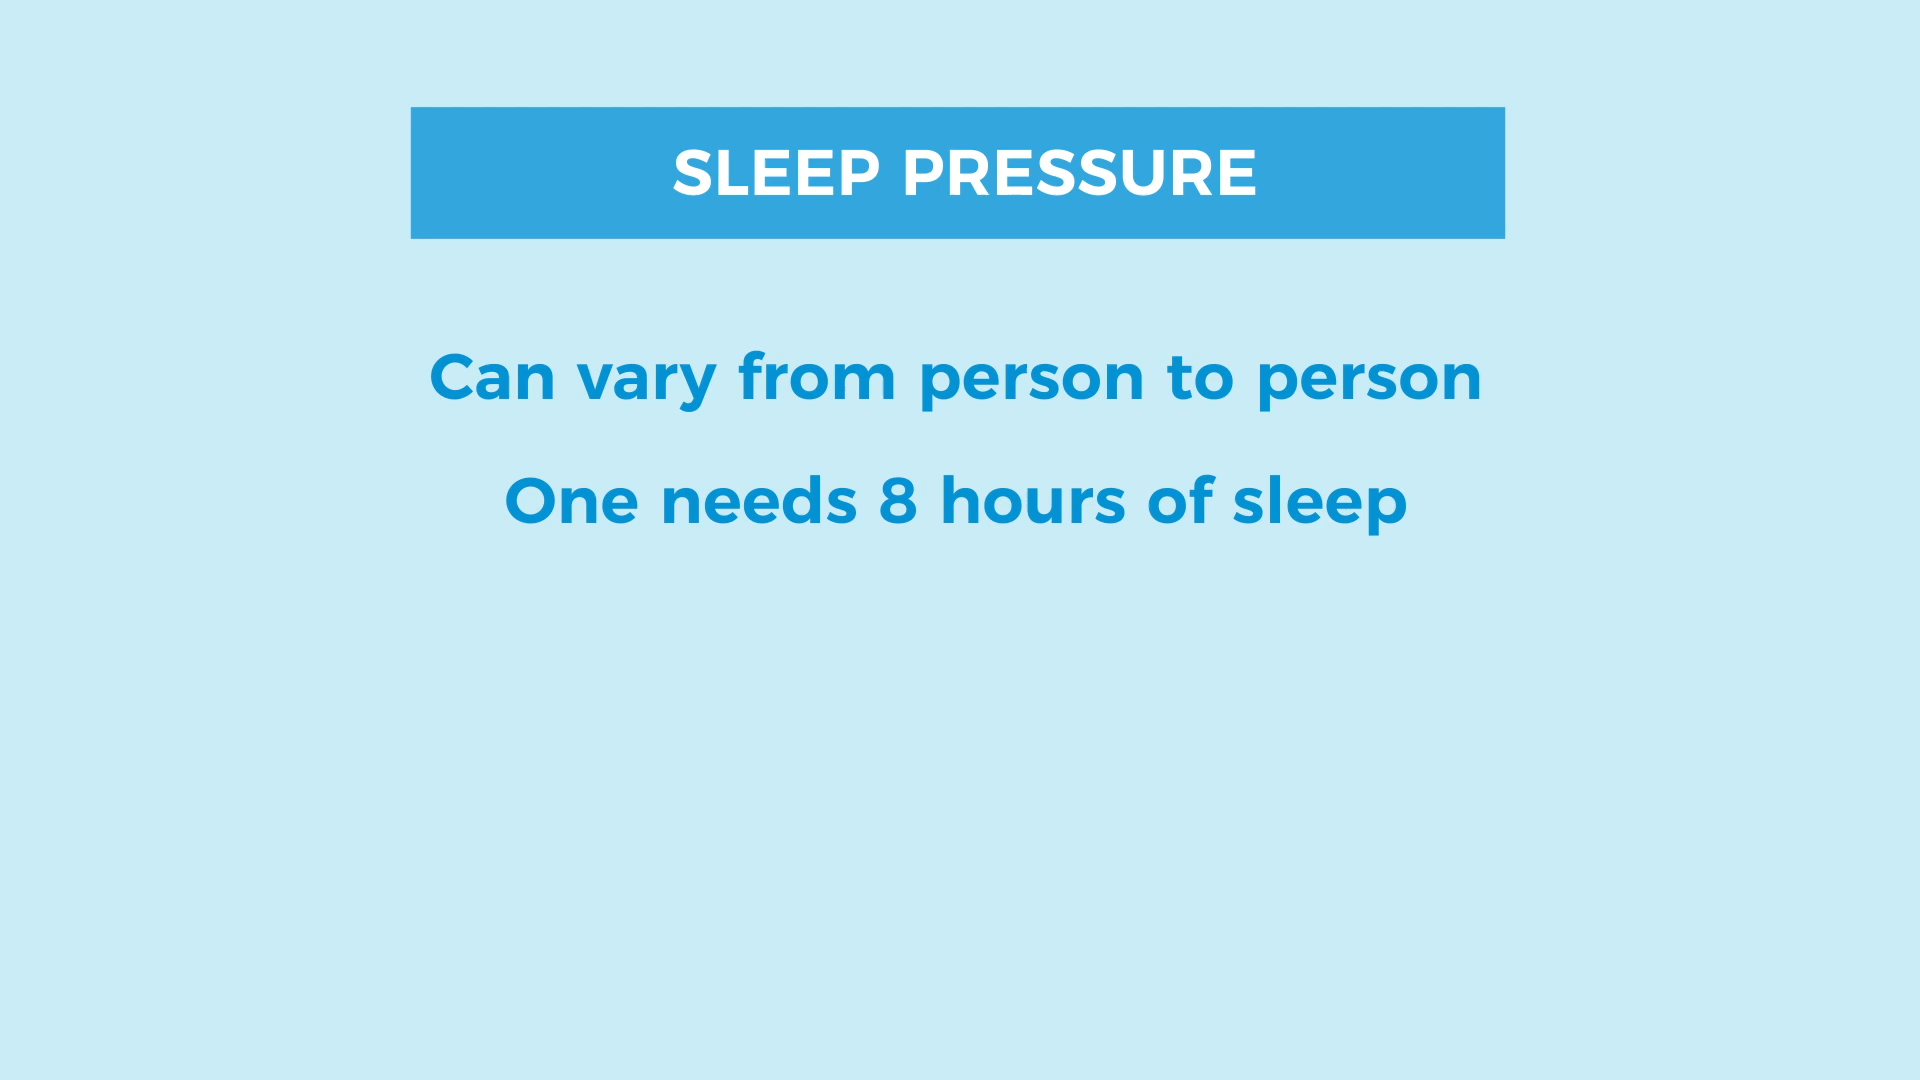 SLEEP PRESSURE
Can vary from person to person
One needs 8 hours of sleep